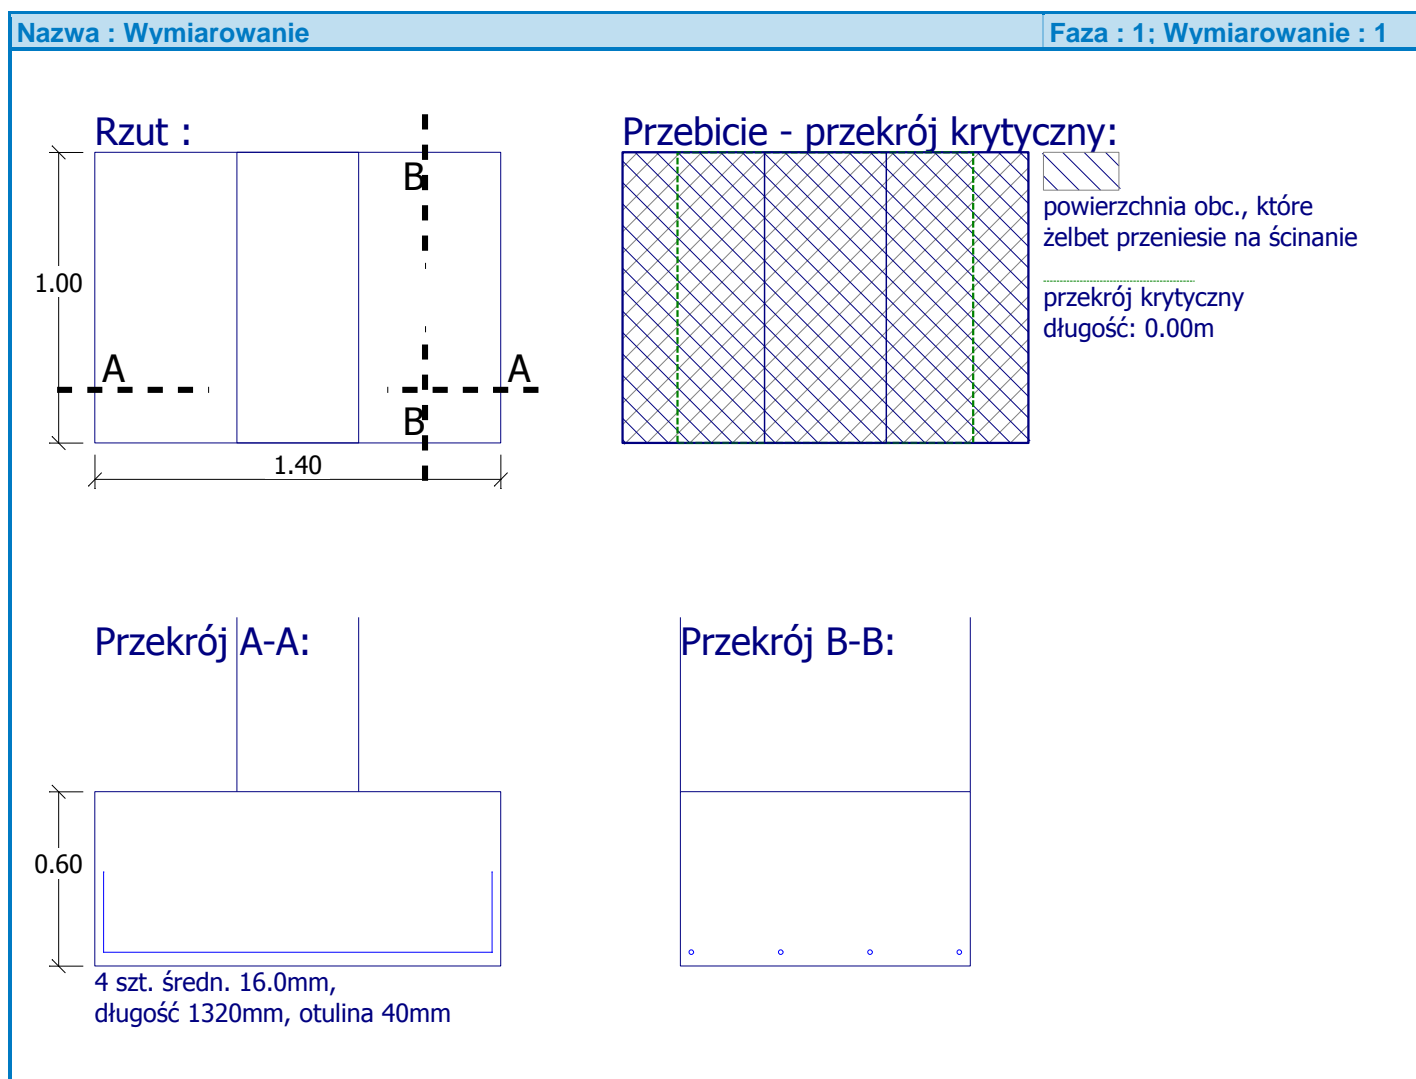 Nazwa : Wymiarowanie
Faza : 1; Wymiarowanie : 1
Rzut :
B
1.00
A
A
B
1.40
Przebicie - przekrój krytyczny:
powierzchnia obc., które
żelbet przeniesie na ścinanie
przekrój krytyczny
długość: 0.00m
Przekrój A-A:
0.60
4 szt. średn. 16.0mm,
długość 1320mm, otulina 40mm
Przekrój B-B: